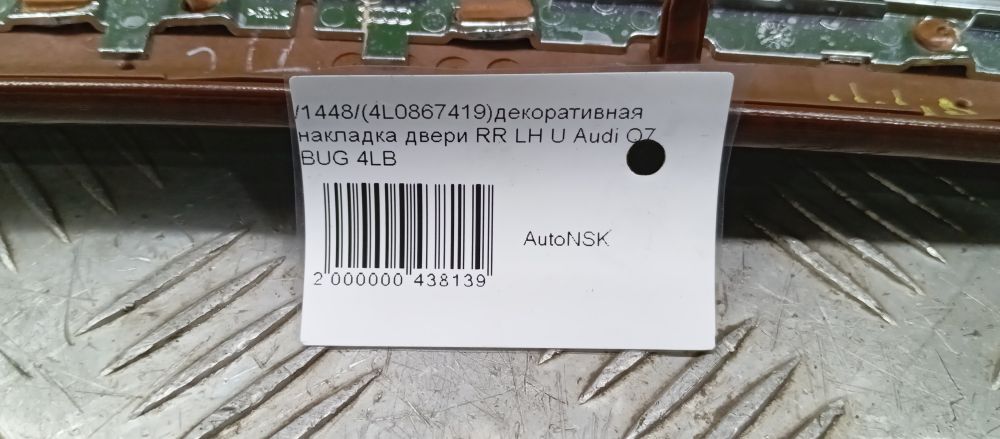 /1448/(4L0867419)декоративная
накладка двери RR LH U Audi Q7
BUG 4LB
AutoNSK
2 000000 438139